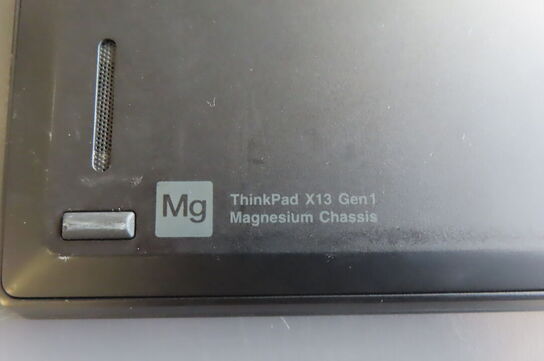 Mg
ThinkPad X13 Gen1
Magnesium Chassis